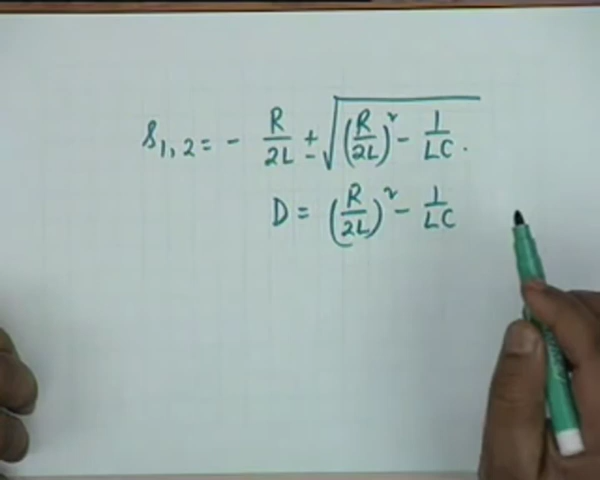 s₁,₂ = - R/2L ± √((R/2L)² - 1/LC) .
D = (R/2L)² - 1/LC